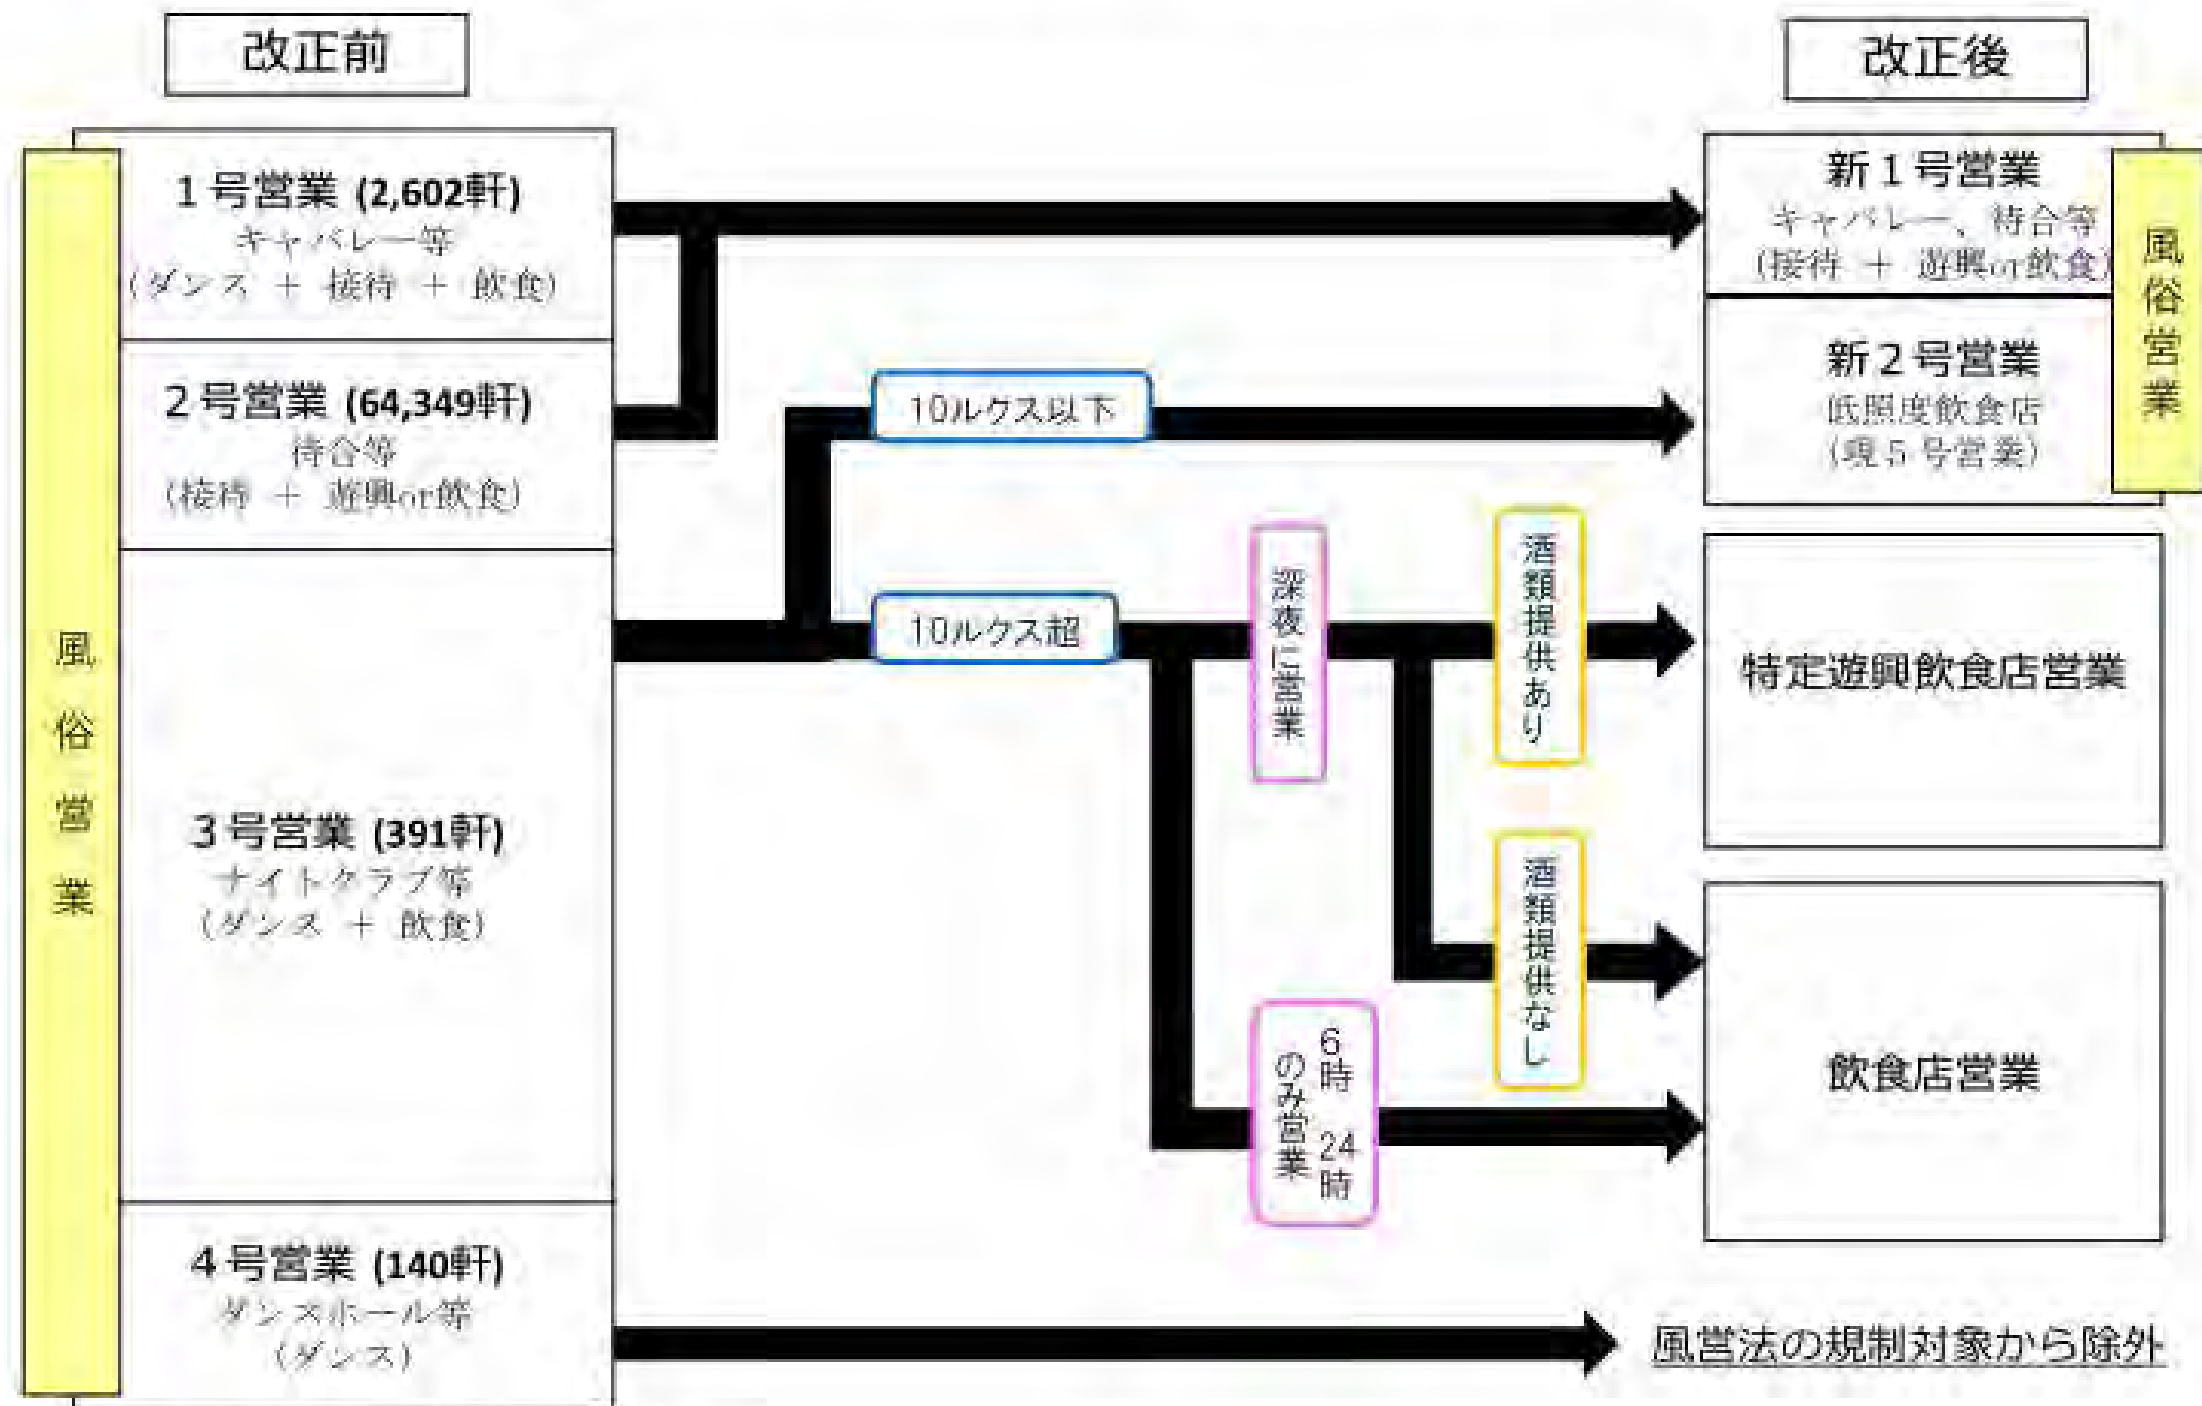 改正前
改正後
風俗営業
１号営業 (2,602軒)
キャバレー等
(ダンス ＋ 接待 ＋ 飲食)
２号営業 (64,349軒)
待合等
(接待 ＋ 遊興or飲食)
３号営業 (391軒)
ナイトクラブ等
(ダンス ＋ 飲食)
４号営業 (140軒)
ダンスホール等
(ダンス)
10ルクス以下
10ルクス超
深夜に営業
6時 24時
のみ営業
酒類提供あり
酒類提供なし
新１号営業
キャバレー、待合等
(接待 ＋ 遊興or飲食)
新２号営業
低照度飲食店
(現５号営業)
風俗営業
特定遊興飲食店営業
飲食店営業
風営法の規制対象から除外